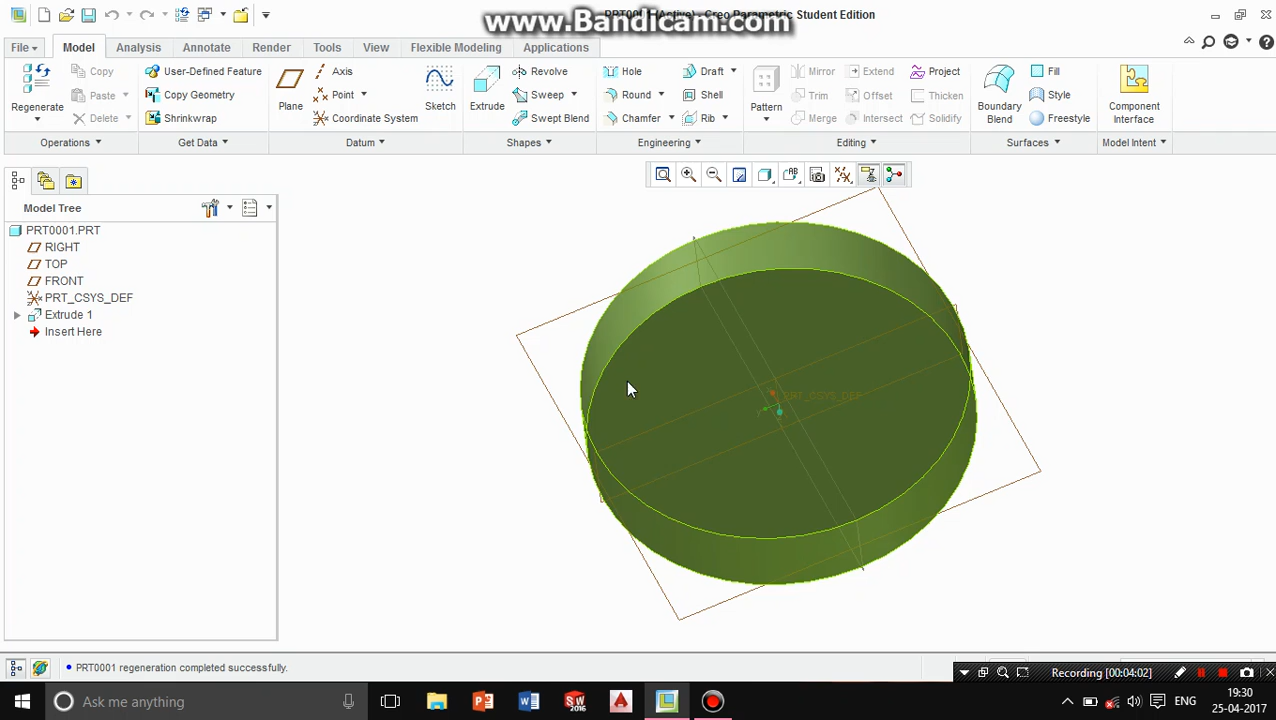 www.Bandicam.com
PRT0001 (Active) - Creo Parametric Student Edition
File Model Analysis Annotate Render Tools View Flexible Modeling Applications
Regenerate Copy Paste Delete
User-Defined Feature Copy Geometry Shrinkwrap
Plane Axis Point Coordinate System Sketch
Extrude Revolve Sweep Swept Blend
Hole Round Chamfer Draft Shell Rib
Pattern Mirror Trim Merge Extend Offset Intersect Project Thicken Solidify
Boundary Blend Fill Style Freestyle
Component Interface
Operations Get Data Datum Shapes Engineering Editing Surfaces Model Intent
Model Tree
PRT0001.PRT
RIGHT
TOP
FRONT
PRT_CSYS_DEF
Extrude 1
Insert Here
PRT_CSYS_DEF
PRT0001 regeneration completed successfully.
Recording [00:04:02]
Ask me anything
ENG
19:30
25-04-2017